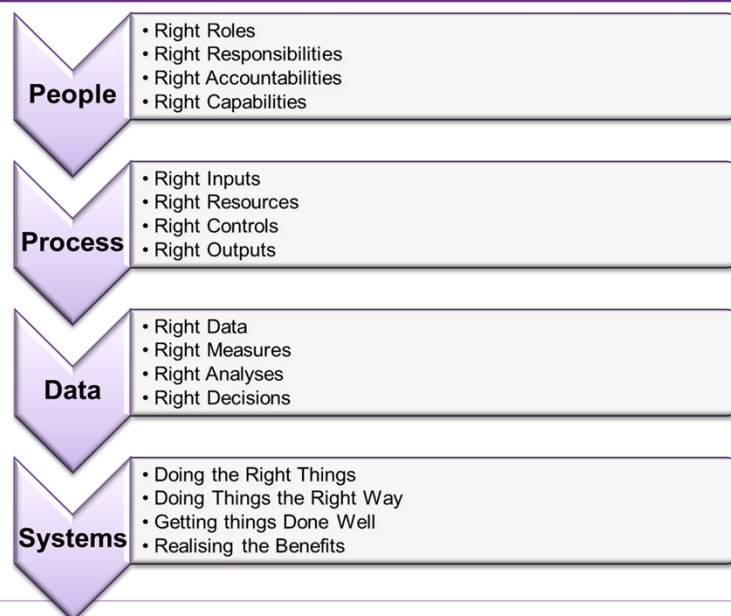 People
• Right Roles
• Right Responsibilities
• Right Accountabilities
• Right Capabilities
Process
• Right Inputs
• Right Resources
• Right Controls
• Right Outputs
Data
• Right Data
• Right Measures
• Right Analyses
• Right Decisions
Systems
• Doing the Right Things
• Doing Things the Right Way
• Getting things Done Well
• Realising the Benefits